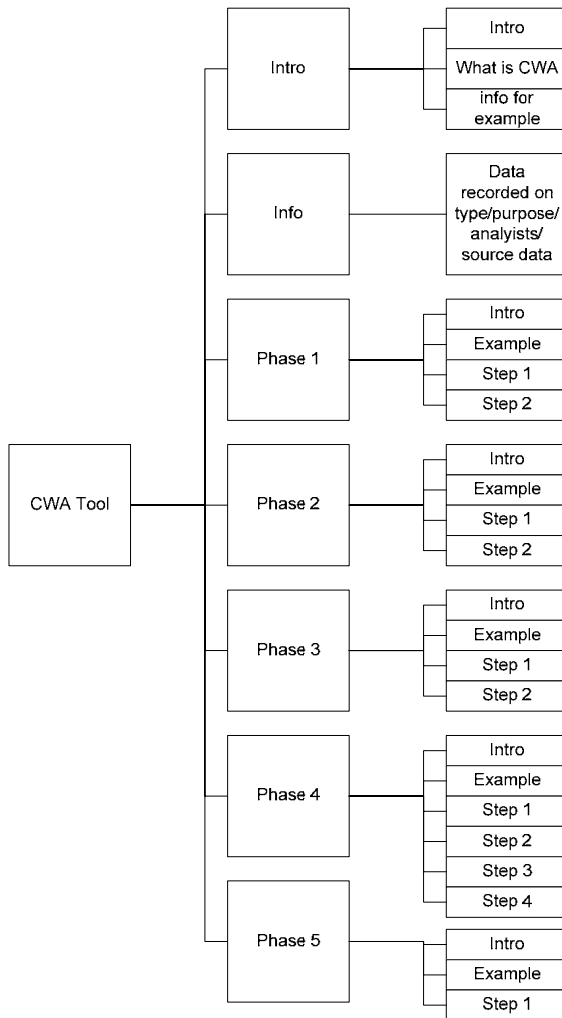 CWA Tool
Intro
Intro
What is CWA
info for
example
Info
Data
recorded on
type/purpose/
analyists/
source data
Phase 1
Intro
Example
Step 1
Step 2
Phase 2
Intro
Example
Step 1
Step 2
Phase 3
Intro
Example
Step 1
Step 2
Phase 4
Intro
Example
Step 1
Step 2
Step 3
Step 4
Phase 5
Intro
Example
Step 1